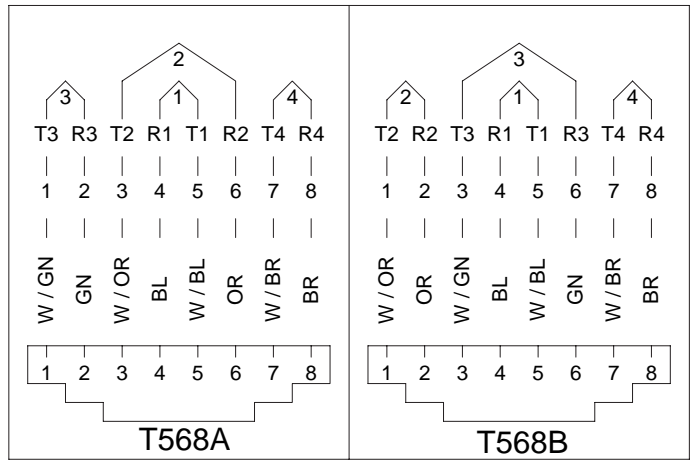 2 3
3 1 4 2 1 4
T3 R3 T2 R1 T1 R2 T4 R4 T2 R2 T3 R1 T1 R3 T4 R4
1 2 3 4 5 6 7 8 1 2 3 4 5 6 7 8
W / GN GN W / OR BL W / BL OR W / BR BR W / OR OR W / GN BL W / BL GN W / BR BR
1 2 3 4 5 6 7 8 1 2 3 4 5 6 7 8
T568A T568B